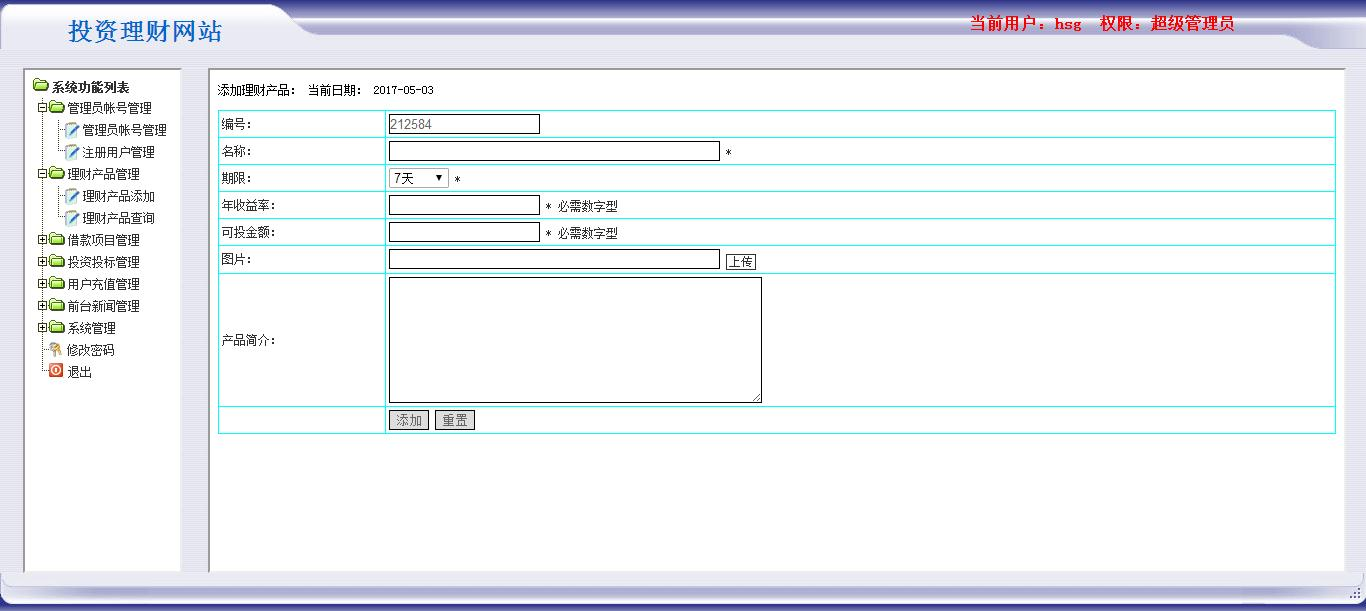 投资理财网站
当前用户：hsg 权限：超级管理员
系统功能列表
管理员帐号管理
管理员帐号管理
注册用户管理
理财产品管理
理财产品添加
理财产品查询
借款项目管理
投资投标管理
用户充值管理
前台新闻管理
系统管理
修改密码
退出
添加理财产品： 当前日期： 2017-05-03
编号： 212584
名称： *
期限： 7天 *
年收益率： * 必需数字型
可投金额： * 必需数字型
图片： 上传
产品简介：
添加 重置